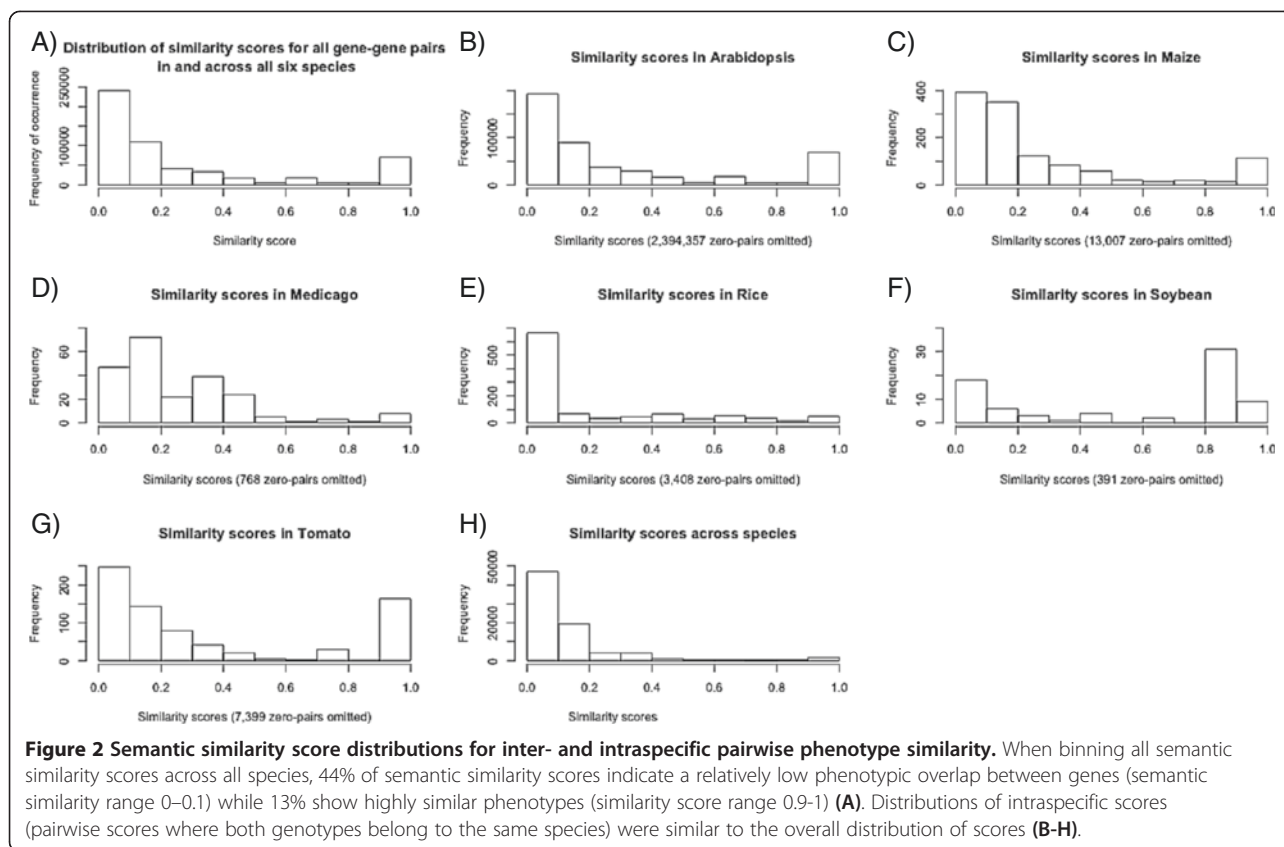 A)
Distribution of similarity scores for all gene-gene pairs
in and across all six species
Frequency of occurrence
0 100000 250000
0.0 0.2 0.4 0.6 0.8 1.0
Similarity score
B)
Similarity scores in Arabidopsis
Frequency
0 100000
0.0 0.2 0.4 0.6 0.8 1.0
Similarity scores (2,394,357 zero-pairs omitted)
C)
Similarity scores in Maize
Frequency
0 200 400
0.0 0.2 0.4 0.6 0.8 1.0
Similarity scores (13,007 zero-pairs omitted)
D)
Similarity scores in Medicago
Frequency
0 20 60
0.0 0.2 0.4 0.6 0.8 1.0
Similarity scores (768 zero-pairs omitted)
E)
Similarity scores in Rice
Frequency
0 200 500
0.0 0.2 0.4 0.6 0.8 1.0
Similarity scores (3,408 zero-pairs omitted)
F)
Similarity scores in Soybean
Frequency
0 10 30
0.0 0.2 0.4 0.6 0.8 1.0
Similarity scores (391 zero-pairs omitted)
G)
Similarity scores in Tomato
Frequency
0 100 200
0.0 0.2 0.4 0.6 0.8 1.0
Similarity scores (7,399 zero-pairs omitted)
H)
Similarity scores across species
Frequency
0 20000 50000
0.0 0.2 0.4 0.6 0.8 1.0
Similarity scores
Figure 2 Semantic similarity score distributions for inter- and intraspecific pairwise phenotype similarity. When binning all semantic
similarity scores across all species, 44% of semantic similarity scores indicate a relatively low phenotypic overlap between genes (semantic
similarity range 0–0.1) while 13% show highly similar phenotypes (similarity score range 0.9-1) (A). Distributions of intraspecific scores
(pairwise scores where both genotypes belong to the same species) were similar to the overall distribution of scores (B-H).